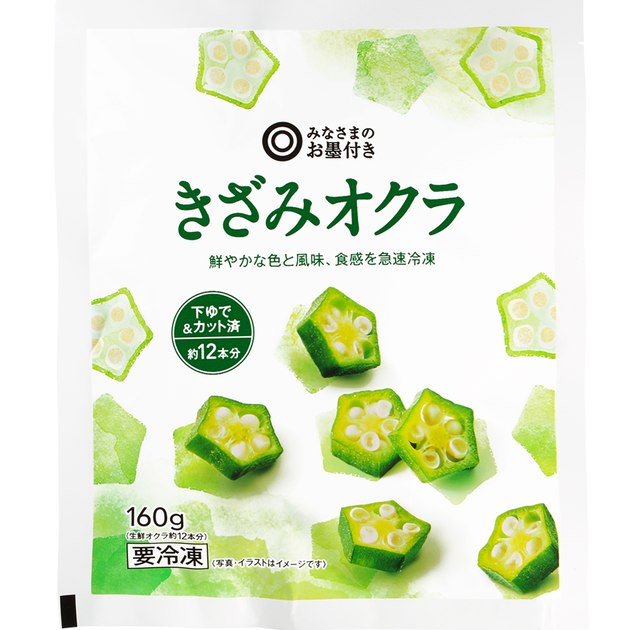 みなさまの
お墨付き
きざみオクラ
鮮やかな色と風味、食感を急速冷凍
下ゆで
&カット済
約12本分
160g
(生鮮オクラ約12本分)
要冷凍
(写真・イラストはイメージです)